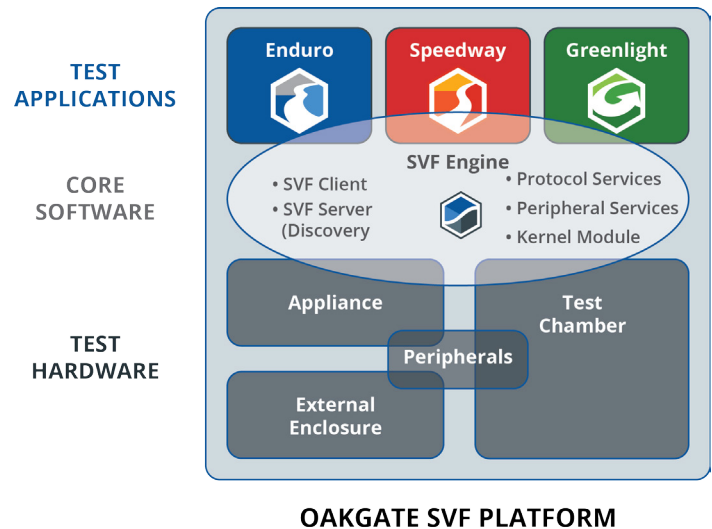 Enduro
Speedway
Greenlight
TEST
APPLICATIONS
SVF Engine
• SVF Client
• SVF Server
(Discovery
• Protocol Services
• Peripheral Services
• Kernel Module
CORE
SOFTWARE
Appliance
Test
Chamber
Peripherals
TEST
HARDWARE
External
Enclosure
OAKGATE SVF PLATFORM